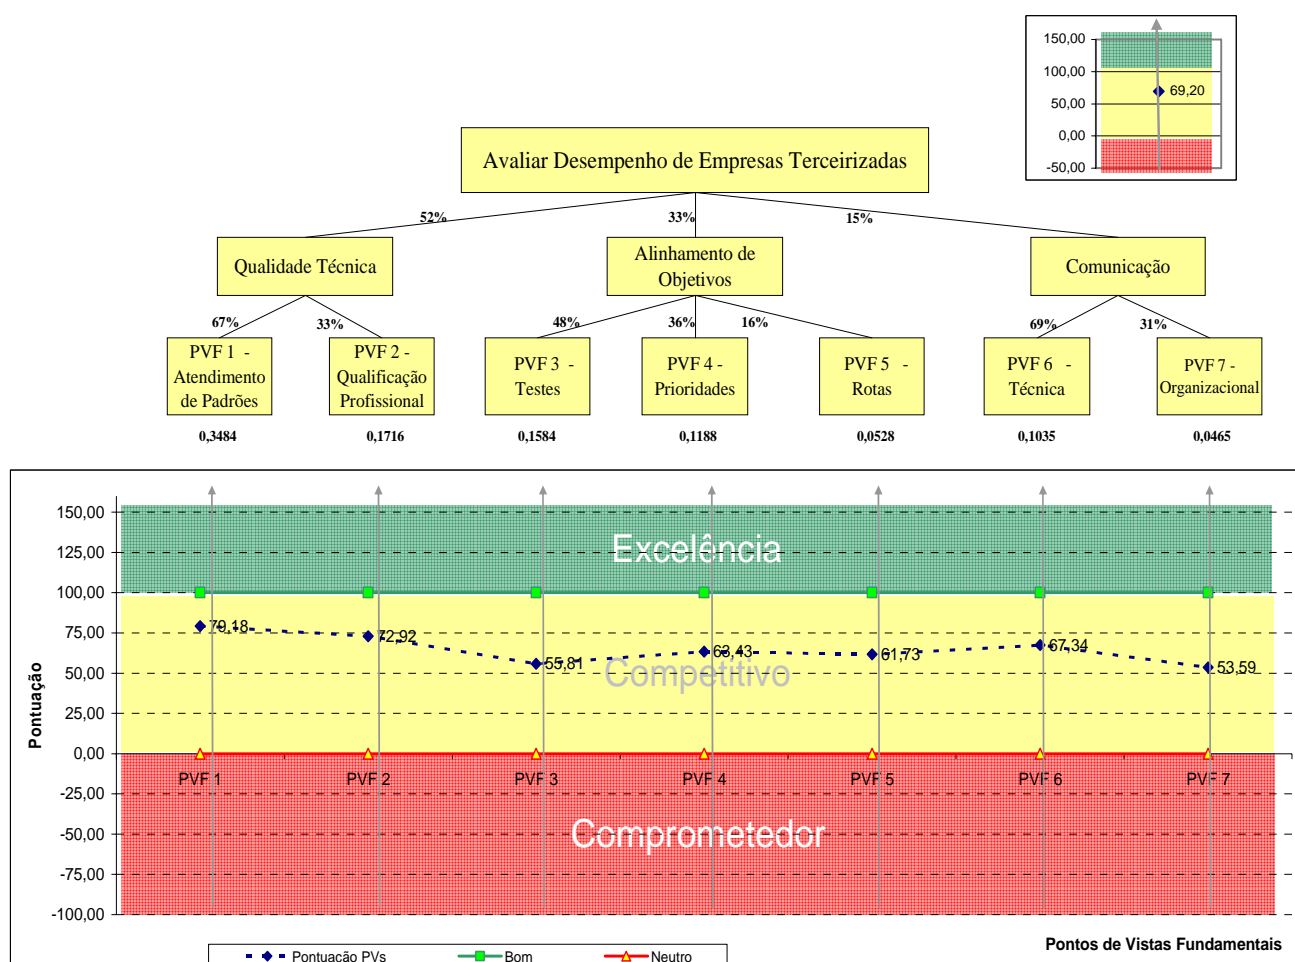 150,00
100,00
69,20
50,00
0,00
-50,00
Avaliar Desempenho de Empresas Terceirizadas
52%
33%
15%
Qualidade Técnica
Alinhamento de
Objetivos
Comunicação
67%
33%
48%
36%
16%
69%
31%
PVF 1 -
Atendimento
de Padrões
PVF 2 -
Qualificação
Profissional
PVF 3 -
Testes
PVF 4 -
Prioridades
PVF 5 -
Rotas
PVF 6 -
Técnica
PVF 7 -
Organizacional
0,3484
0,1716
0,1584
0,1188
0,0528
0,1035
0,0465
Pontuação
150,00
125,00
100,00
75,00
50,00
25,00
0,00
-25,00
-50,00
-75,00
-100,00
Excelência
79,18
72,92
55,81
63,43
61,73
67,34
53,59
Competitivo
PVF 1
PVF 2
PVF 3
PVF 4
PVF 5
PVF 6
PVF 7
Comprometedor
Pontos de Vistas Fundamentais
Pontuação PVs
Bom
Neutro